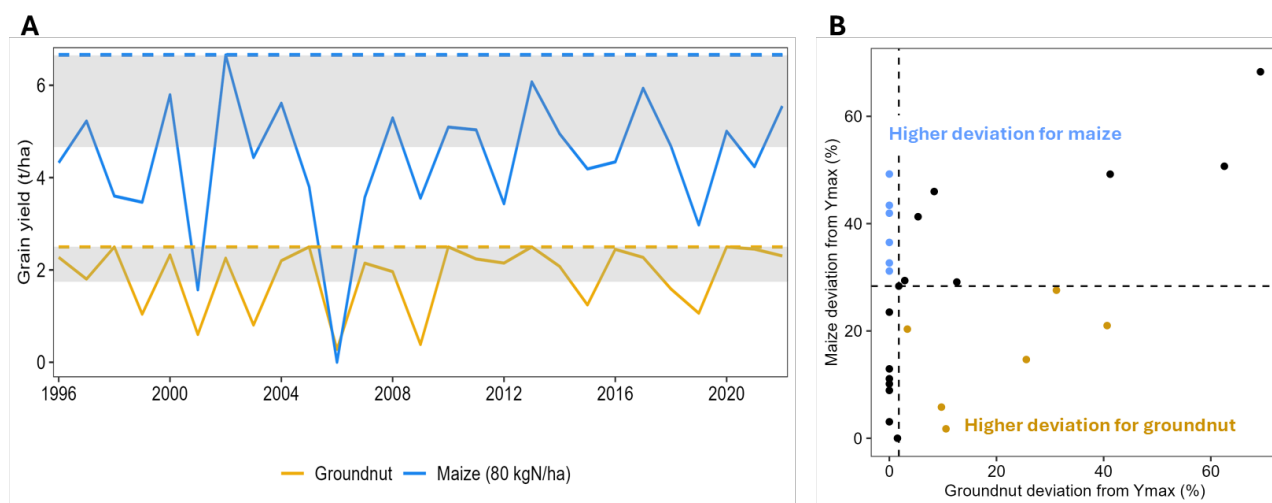 A
Grain yield (t/ha)
6
4
2
0
1996 2000 2004 2008 2012 2016 2020
Groundnut Maize (80 kgN/ha)
B
Maize deviation from Ymax (%)
60
40
20
0
Higher deviation for maize
Higher deviation for groundnut
0 20 40 60
Groundnut deviation from Ymax (%)